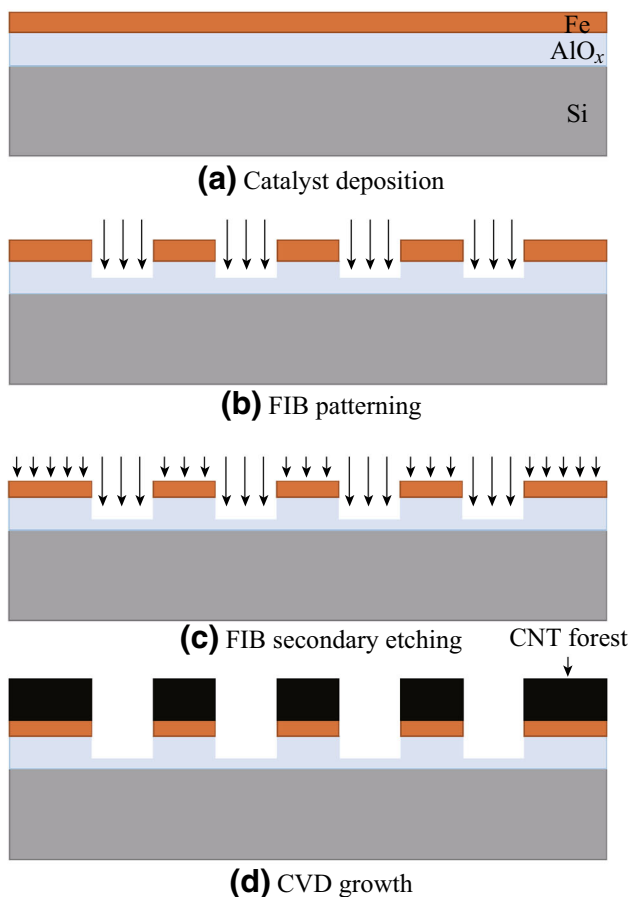 Fe
AlOx
Si
(a) Catalyst deposition
(b) FIB patterning
(c) FIB secondary etching
CNT forest
(d) CVD growth